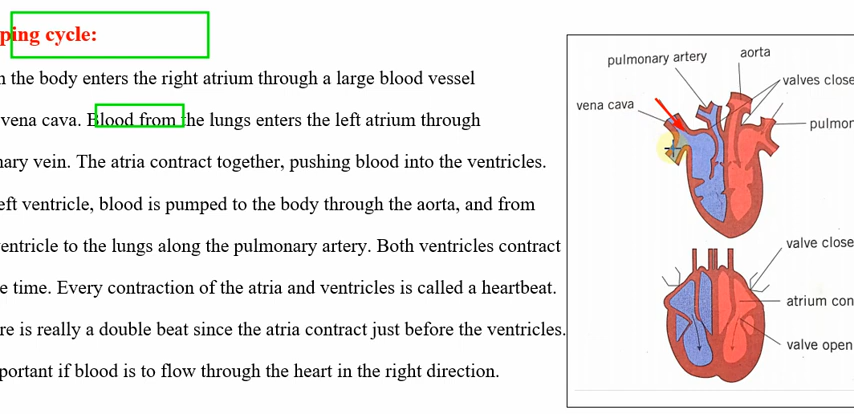 ping cycle:
the body enters the right atrium through a large blood vessel
vena cava. Blood from the lungs enters the left atrium through
nary vein. The atria contract together, pushing blood into the ventricles.
eft ventricle, blood is pumped to the body through the aorta, and from
entricle to the lungs along the pulmonary artery. Both ventricles contract
e time. Every contraction of the atria and ventricles is called a heartbeat.
re is really a double beat since the atria contract just before the ventricles.
portant if blood is to flow through the heart in the right direction.
pulmonary artery
aorta
valves close
vena cava
pulmon
valve close
atrium con
valve open